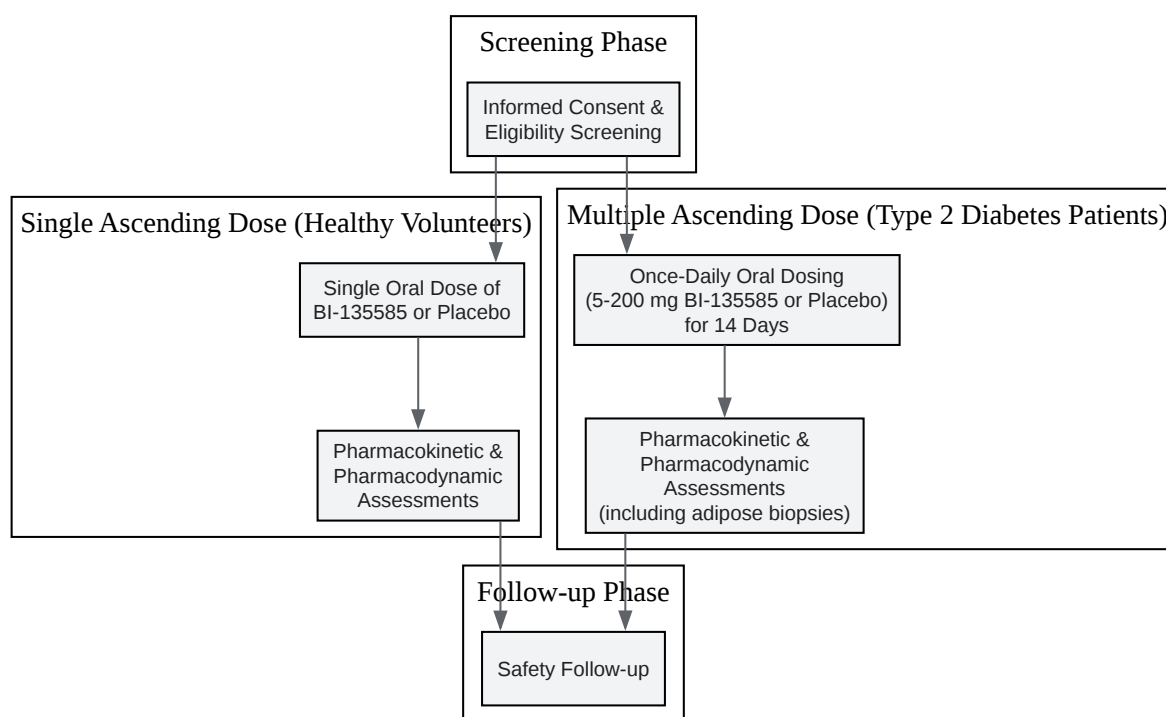 Screening Phase
Informed Consent &
Eligibility Screening
Single Ascending Dose (Healthy Volunteers)
Single Oral Dose of
BI-135585 or Placebo
Pharmacokinetic &
Pharmacodynamic
Assessments
Multiple Ascending Dose (Type 2 Diabetes Patients)
Once-Daily Oral Dosing
(5-200 mg BI-135585 or Placebo)
for 14 Days
Pharmacokinetic &
Pharmacodynamic
Assessments
(including adipose biopsies)
Follow-up Phase
Safety Follow-up